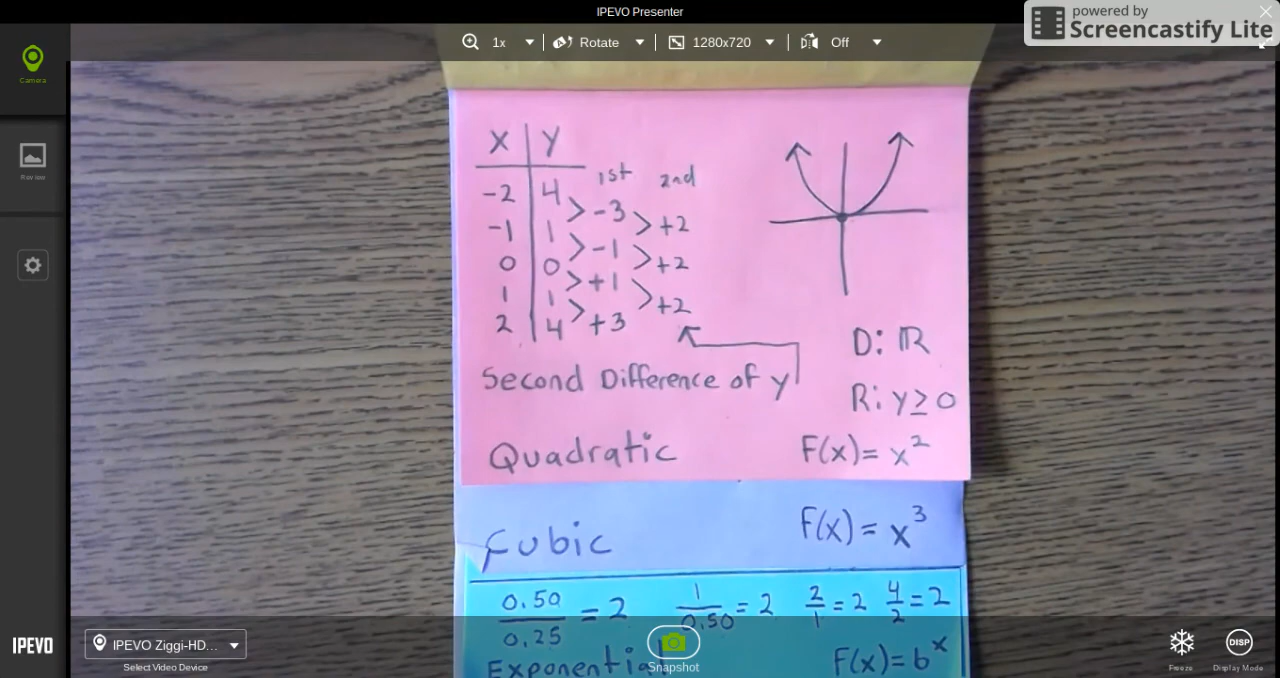 IPEVO Presenter
powered by
Screencastify Lite
1x Rotate 1280x720 Off
Camera
Review
X Y
1st 2nd
-2 4
-3
-1 1 +2
-1
0 0 +2
+1
1 1 +2
2 4 +3
Second Difference of y
D: ℝ
R: y ≥ 0
Quadratic F(x)= x²
Cubic F(x) = x³
0.50/0.25 = 2 1/0.50 = 2 2/1 = 2 4/2 = 2
Exponential F(x) = bˣ
IPEVO
IPEVO Ziggi-HD...
Select Video Device
Snapshot
Freeze
DISP
Display Mode